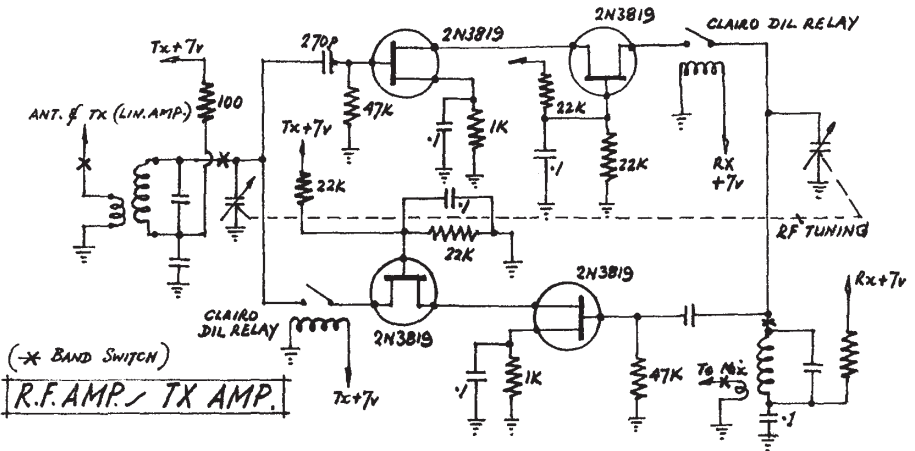 2N3819
CLAIRO DIL RELAY
Tx+7v
270p
2N3819
100
ANT. & TX (LIN. AMP.)
47K
Tx+7v
.1
1K
22K
.1
22K
RX
+7v
22K
.1
22K
RF TUNING
2N3819
Rx+7v
CLAIRO
DIL RELAY
2N3819
(✳ BAND SWITCH)
R.F. AMP. / TX AMP.
Tx+7v
.1
1K
47K
To Mix
.1